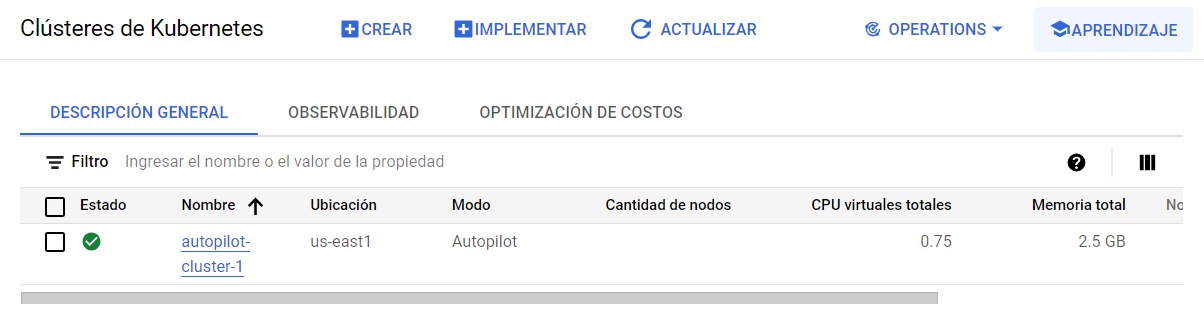 Clústeres de Kubernetes CREAR IMPLEMENTAR ACTUALIZAR OPERATIONS APRENDIZAJE
DESCRIPCIÓN GENERAL OBSERVABILIDAD OPTIMIZACIÓN DE COSTOS
Filtro Ingresar el nombre o el valor de la propiedad
Estado Nombre Ubicación Modo Cantidad de nodos CPU virtuales totales Memoria total No
autopilot- us-east1 Autopilot 0.75 2.5 GB
cluster-1